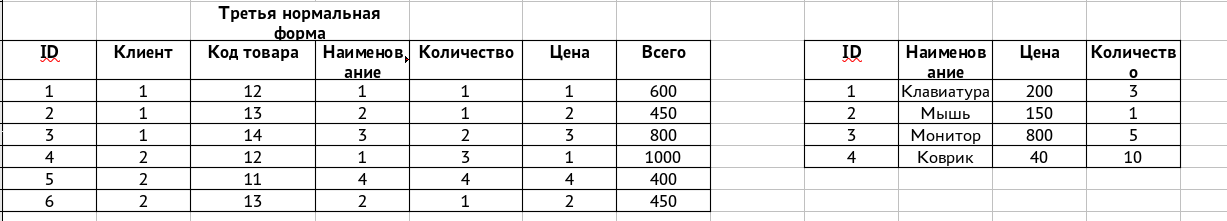 Третья нормальная
форма
ID Клиент Код товара Наименов Количество Цена Всего
ание
1 1 12 1 1 1 600
2 1 13 2 1 2 450
3 1 14 3 2 3 800
4 2 12 1 3 1 1000
5 2 11 4 4 4 400
6 2 13 2 1 2 450
ID Наименов Цена Количеств
ание о
1 Клавиатура 200 3
2 Мышь 150 1
3 Монитор 800 5
4 Коврик 40 10